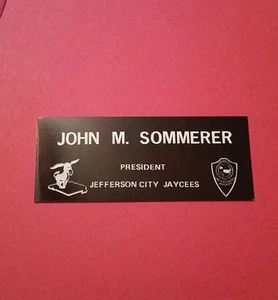 JOHN M. SOMMERER
PRESIDENT
JEFFERSON CITY JAYCEES